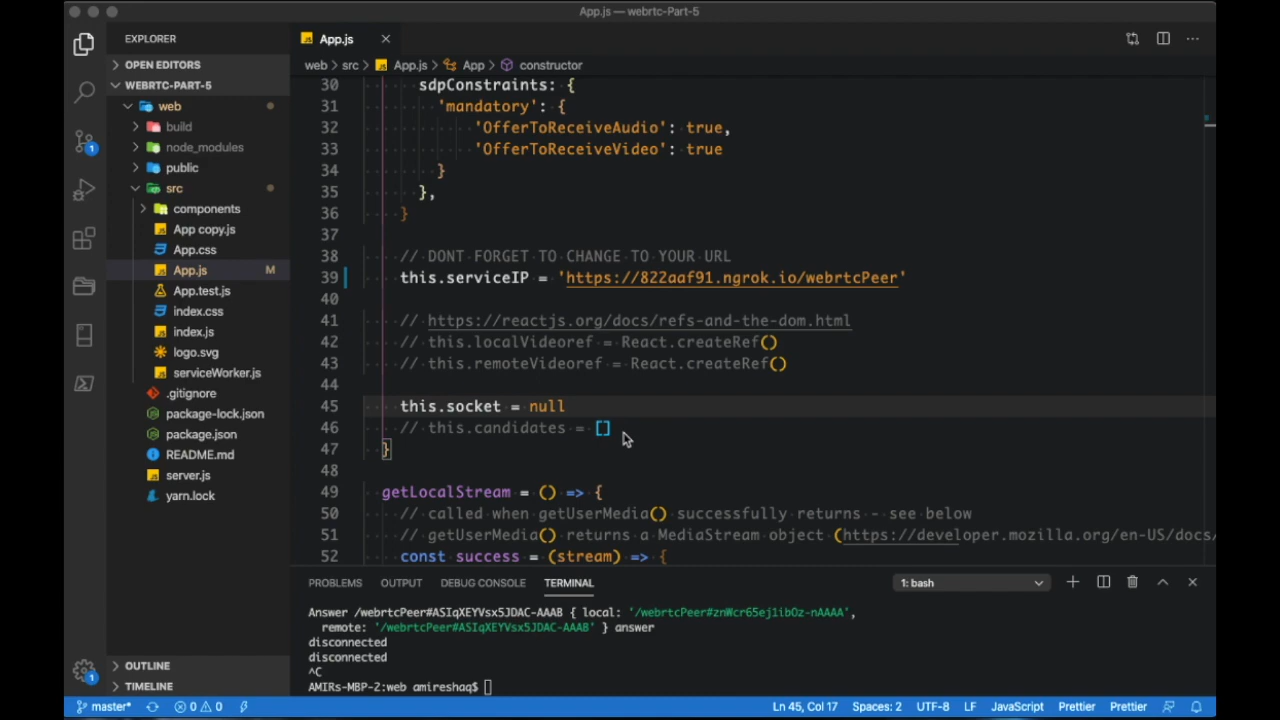 App.js — webrtc-Part-5
EXPLORER
OPEN EDITORS
WEBRTC-PART-5
web
build
node_modules
public
src
components
App copy.js
App.css
App.js M
App.test.js
index.css
index.js
logo.svg
serviceWorker.js
.gitignore
package-lock.json
package.json
README.md
server.js
yarn.lock
OUTLINE
TIMELINE
App.js
web > src > App.js > App > constructor
30 sdpConstraints: {
31 'mandatory': {
32 'OfferToReceiveAudio': true,
33 'OfferToReceiveVideo': true
34 }
35 },
36 }
37
38 // DONT FORGET TO CHANGE TO YOUR URL
39 this.serviceIP = 'https://822aaf91.ngrok.io/webrtcPeer'
40
41 // https://reactjs.org/docs/refs-and-the-dom.html
42 // this.localVideoref = React.createRef()
43 // this.remoteVideoref = React.createRef()
44
45 this.socket = null
46 // this.candidates = []
47 }
48
49 getLocalStream = () => {
50 // called when getUserMedia() successfully returns - see below
51 // getUserMedia() returns a MediaStream object (https://developer.mozilla.org/en-US/docs/
52 const success = (stream) => {
PROBLEMS OUTPUT DEBUG CONSOLE TERMINAL 1: bash
Answer /webrtcPeer#ASIqXEYVsx5JDAC-AAAB { local: '/webrtcPeer#znWcr65ej1ibOz-nAAAA',
remote: '/webrtcPeer#ASIqXEYVsx5JDAC-AAAB' } answer
disconnected
disconnected
^C
AMIRs-MBP-2:web amireshaq$
1
1
master* 0 0 Ln 45, Col 17 Spaces: 2 UTF-8 LF JavaScript Prettier Prettier